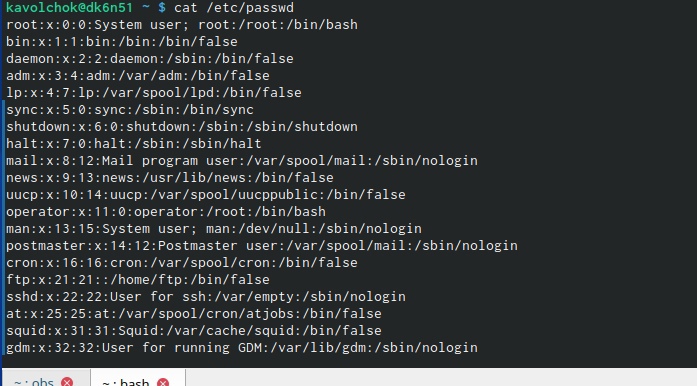 kavolchok@dk6n51 ~ $ cat /etc/passwd
root:x:0:0:System user; root:/root:/bin/bash
bin:x:1:1:bin:/bin:/bin/false
daemon:x:2:2:daemon:/sbin:/bin/false
adm:x:3:4:adm:/var/adm:/bin/false
lp:x:4:7:lp:/var/spool/lpd:/bin/false
sync:x:5:0:sync:/sbin:/bin/sync
shutdown:x:6:0:shutdown:/sbin:/sbin/shutdown
halt:x:7:0:halt:/sbin:/sbin/halt
mail:x:8:12:Mail program user:/var/spool/mail:/sbin/nologin
news:x:9:13:news:/usr/lib/news:/bin/false
uucp:x:10:14:uucp:/var/spool/uucppublic:/bin/false
operator:x:11:0:operator:/root:/bin/bash
man:x:13:15:System user; man:/dev/null:/sbin/nologin
postmaster:x:14:12:Postmaster user:/var/spool/mail:/sbin/nologin
cron:x:16:16:cron:/var/spool/cron:/bin/false
ftp:x:21:21::/home/ftp:/bin/false
sshd:x:22:22:User for ssh:/var/empty:/sbin/nologin
at:x:25:25:at:/var/spool/cron/atjobs:/bin/false
squid:x:31:31:Squid:/var/cache/squid:/bin/false
gdm:x:32:32:User for running GDM:/var/lib/gdm:/sbin/nologin
~ : obs ~ : bash